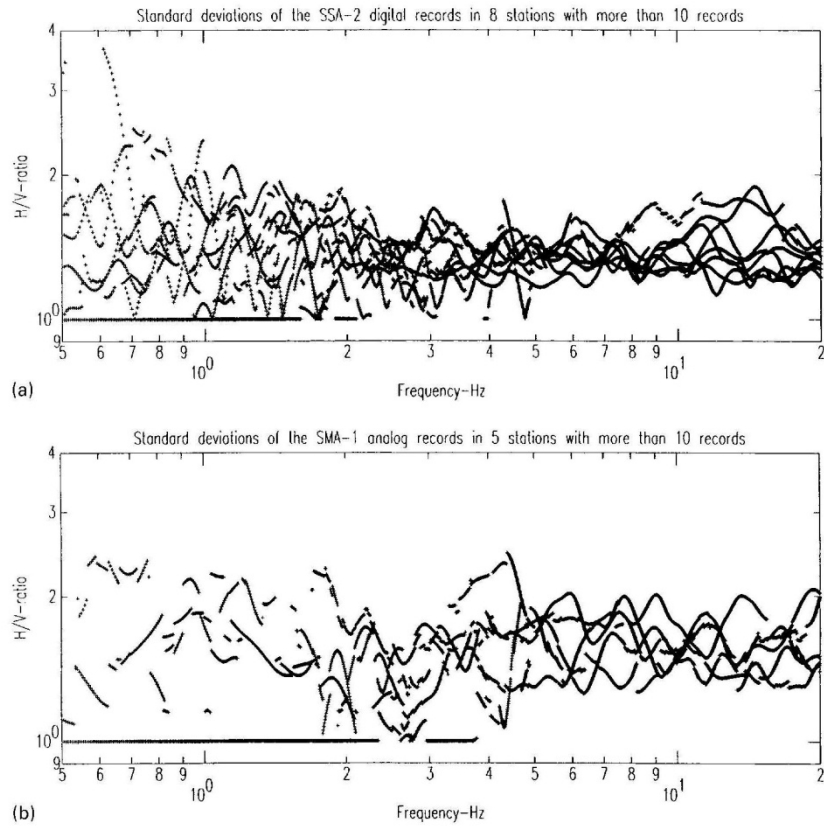 Standard deviations of the SSA-2 digital records in 8 stations with more than 10 records
4
3
2
10⁰
9
H/V-ratio
5 6 7 8 9 10⁰ 2 3 4 5 6 7 8 9 10¹ 2
Frequency-Hz
(a)
Standard deviations of the SMA-1 analog records in 5 stations with more than 10 records
4
3
2
10⁰
9
H/V-ratio
5 6 7 8 9 10⁰ 2 3 4 5 6 7 8 9 10¹ 2
Frequency-Hz
(b)